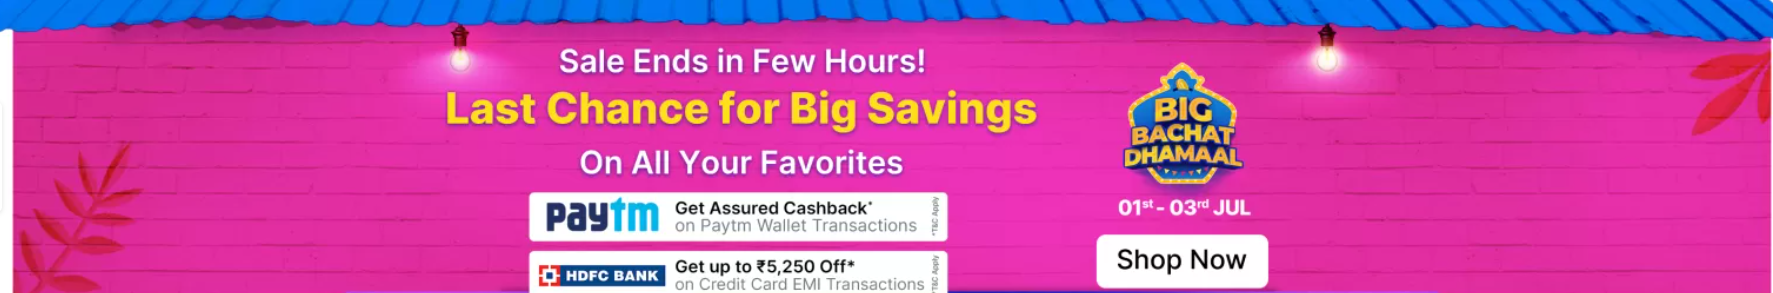 Sale Ends in Few Hours!
Last Chance for Big Savings
On All Your Favorites
paytm
Get Assured Cashback*
on Paytm Wallet Transactions
*T&C Apply
HDFC BANK
Get up to ₹5,250 Off*
on Credit Card EMI Transactions
*T&C Apply
BIG
BACHAT
DHAMAAL
01st - 03rd JUL
Shop Now